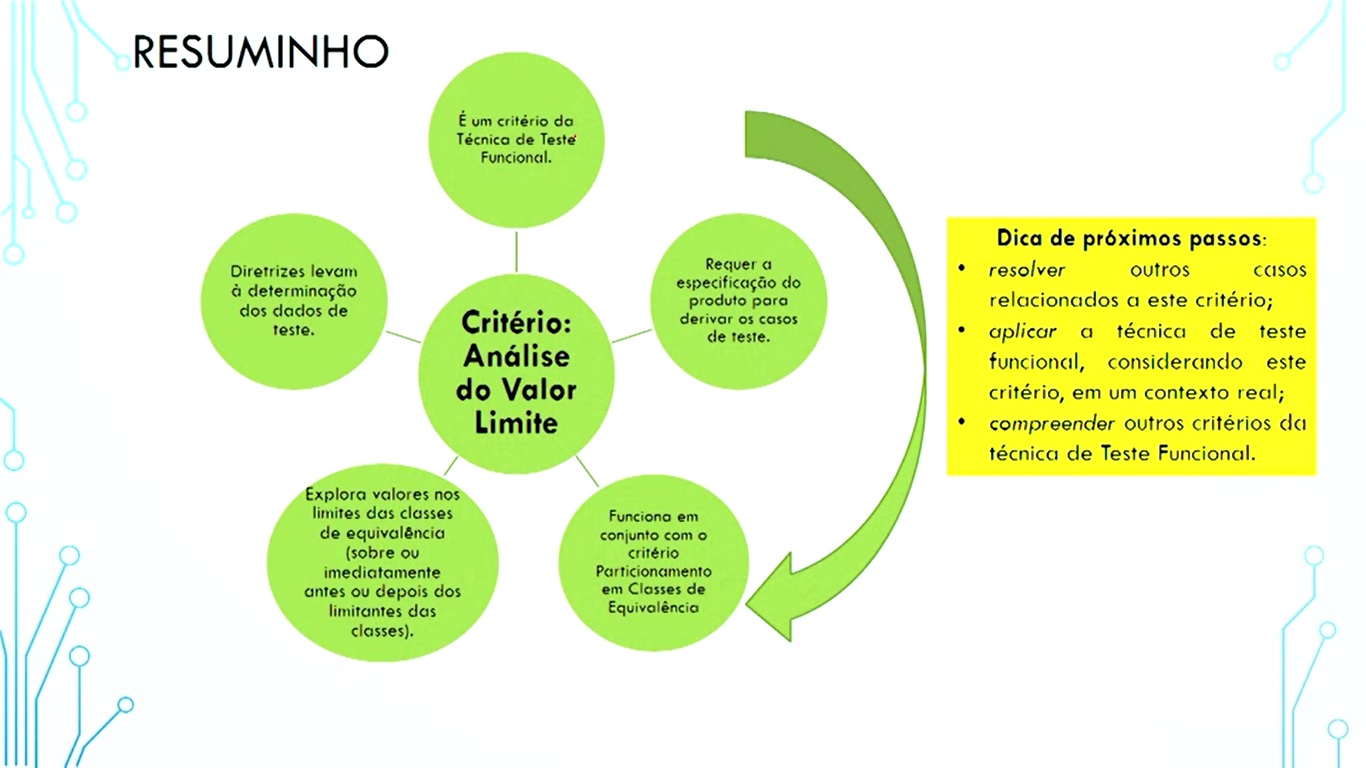 RESUMINHO
É um critério da
Técnica de Teste
Funcional.
Requer a
especificação do
produto para
derivar os casos
de teste.
Funciona em
conjunto com o
critério
Particionamento
em Classes de
Equivalência
Explora valores nos
limites das classes
de equivalência
(sobre ou
imediatamente
antes ou depois dos
limitantes das
classes).
Diretrizes levam
à determinação
dos dados de
teste.
Critério:
Análise
do Valor
Limite
Dica de próximos passos:
• resolver outros casos
relacionados a este critério;
• aplicar a técnica de teste
funcional, considerando este
critério, em um contexto real;
• compreender outros critérios da
técnica de Teste Funcional.